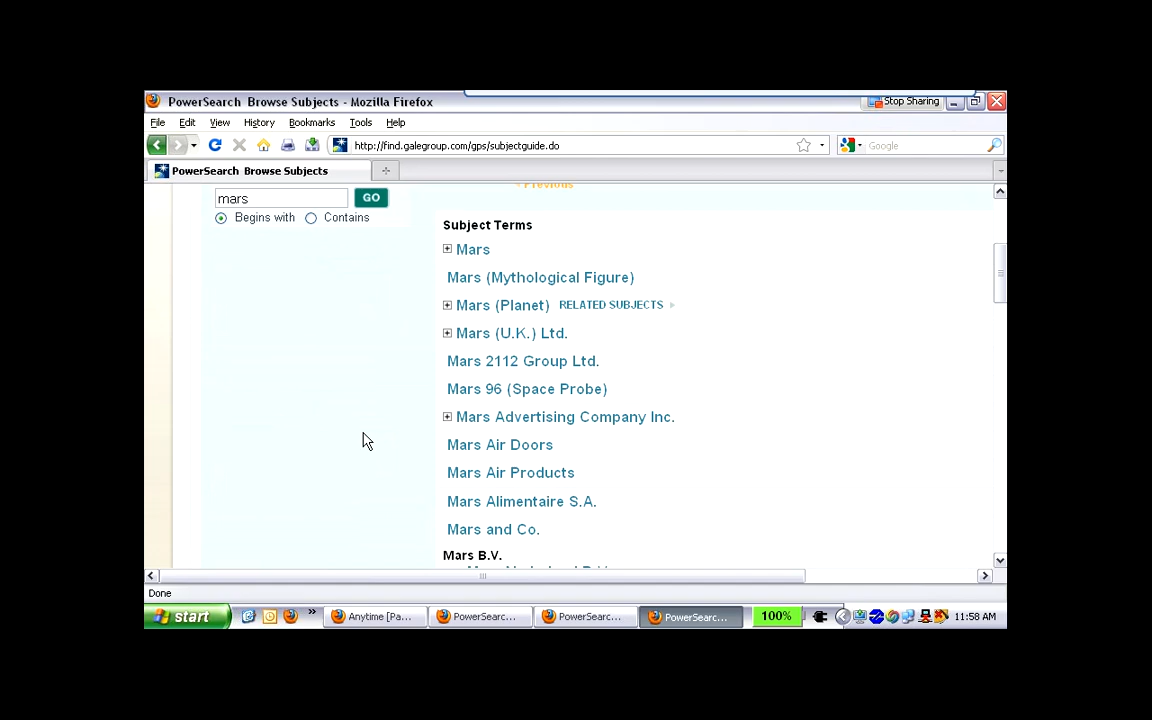 PowerSearch Browse Subjects - Mozilla Firefox
Stop Sharing
File Edit View History Bookmarks Tools Help
http://find.galegroup.com/gps/subjectguide.do
Google
PowerSearch Browse Subjects
Previous
mars GO
Begins with Contains
Subject Terms
Mars
Mars (Mythological Figure)
Mars (Planet) RELATED SUBJECTS
Mars (U.K.) Ltd.
Mars 2112 Group Ltd.
Mars 96 (Space Probe)
Mars Advertising Company Inc.
Mars Air Doors
Mars Air Products
Mars Alimentaire S.A.
Mars and Co.
Mars B.V.
Done
start Anytime [Pa... PowerSearc... PowerSearc... PowerSearc... 100% 11:58 AM